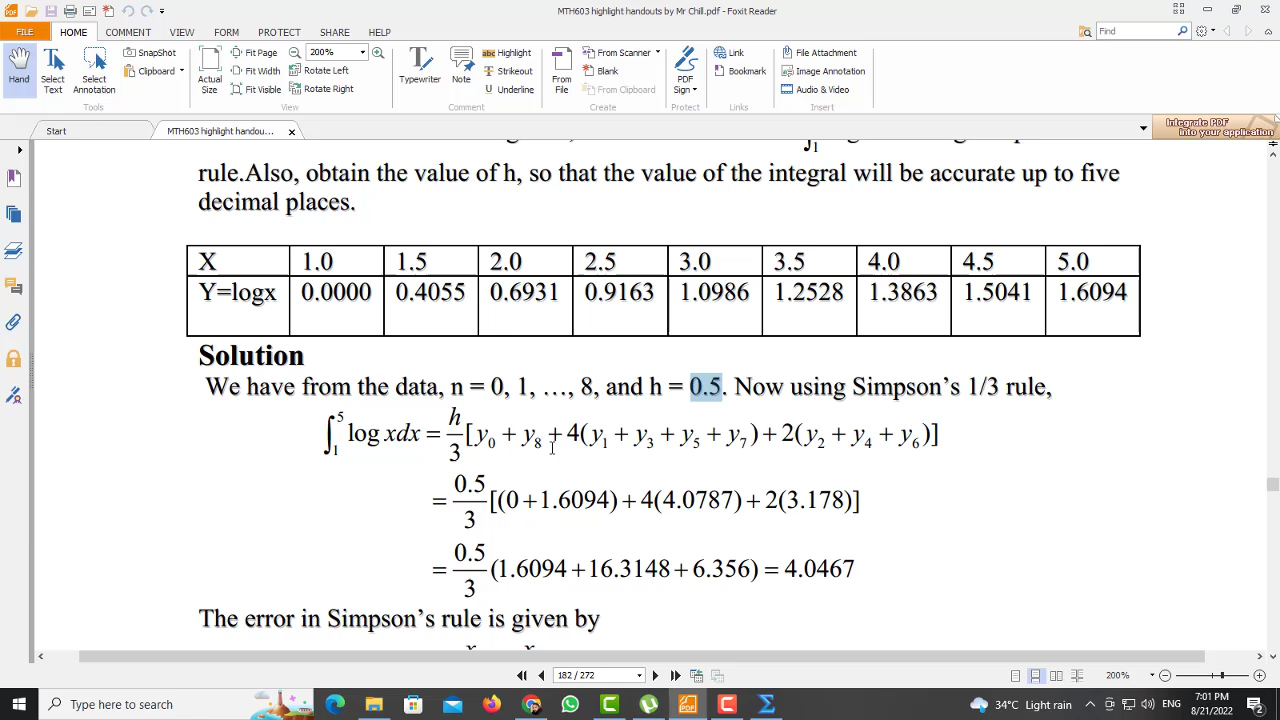 MTH603 highlight handouts by Mr Chill.pdf - Foxit Reader
FILE HOME COMMENT VIEW FORM PROTECT SHARE HELP Find
Hand Select Text Select Annotation SnapShot Clipboard Actual Size Fit Page Fit Width Fit Visible 200% Rotate Left Rotate Right Typewriter Note Highlight Strikeout Underline From File From Scanner Blank From Clipboard PDF Sign Link Bookmark File Attachment Image Annotation Audio & Video
Tools View Comment Create Protect Links Insert
Start MTH603 highlight handou... Integrate PDF into your application
rule.Also, obtain the value of h, so that the value of the integral will be accurate up to five
decimal places.
X 1.0 1.5 2.0 2.5 3.0 3.5 4.0 4.5 5.0
Y=logx 0.0000 0.4055 0.6931 0.9163 1.0986 1.2528 1.3863 1.5041 1.6094
Solution
We have from the data, n = 0, 1, …, 8, and h = 0.5. Now using Simpson's 1/3 rule,
∫₁⁵ log xdx = h/3 [y₀ + y₈ + 4(y₁ + y₃ + y₅ + y₇) + 2(y₂ + y₄ + y₆)]
= 0.5/3 [(0+1.6094)+4(4.0787)+2(3.178)]
= 0.5/3 (1.6094+16.3148+6.356) = 4.0467
The error in Simpson's rule is given by
182 / 272 200%
Type here to search 34°C Light rain ENG 7:01 PM 8/21/2022